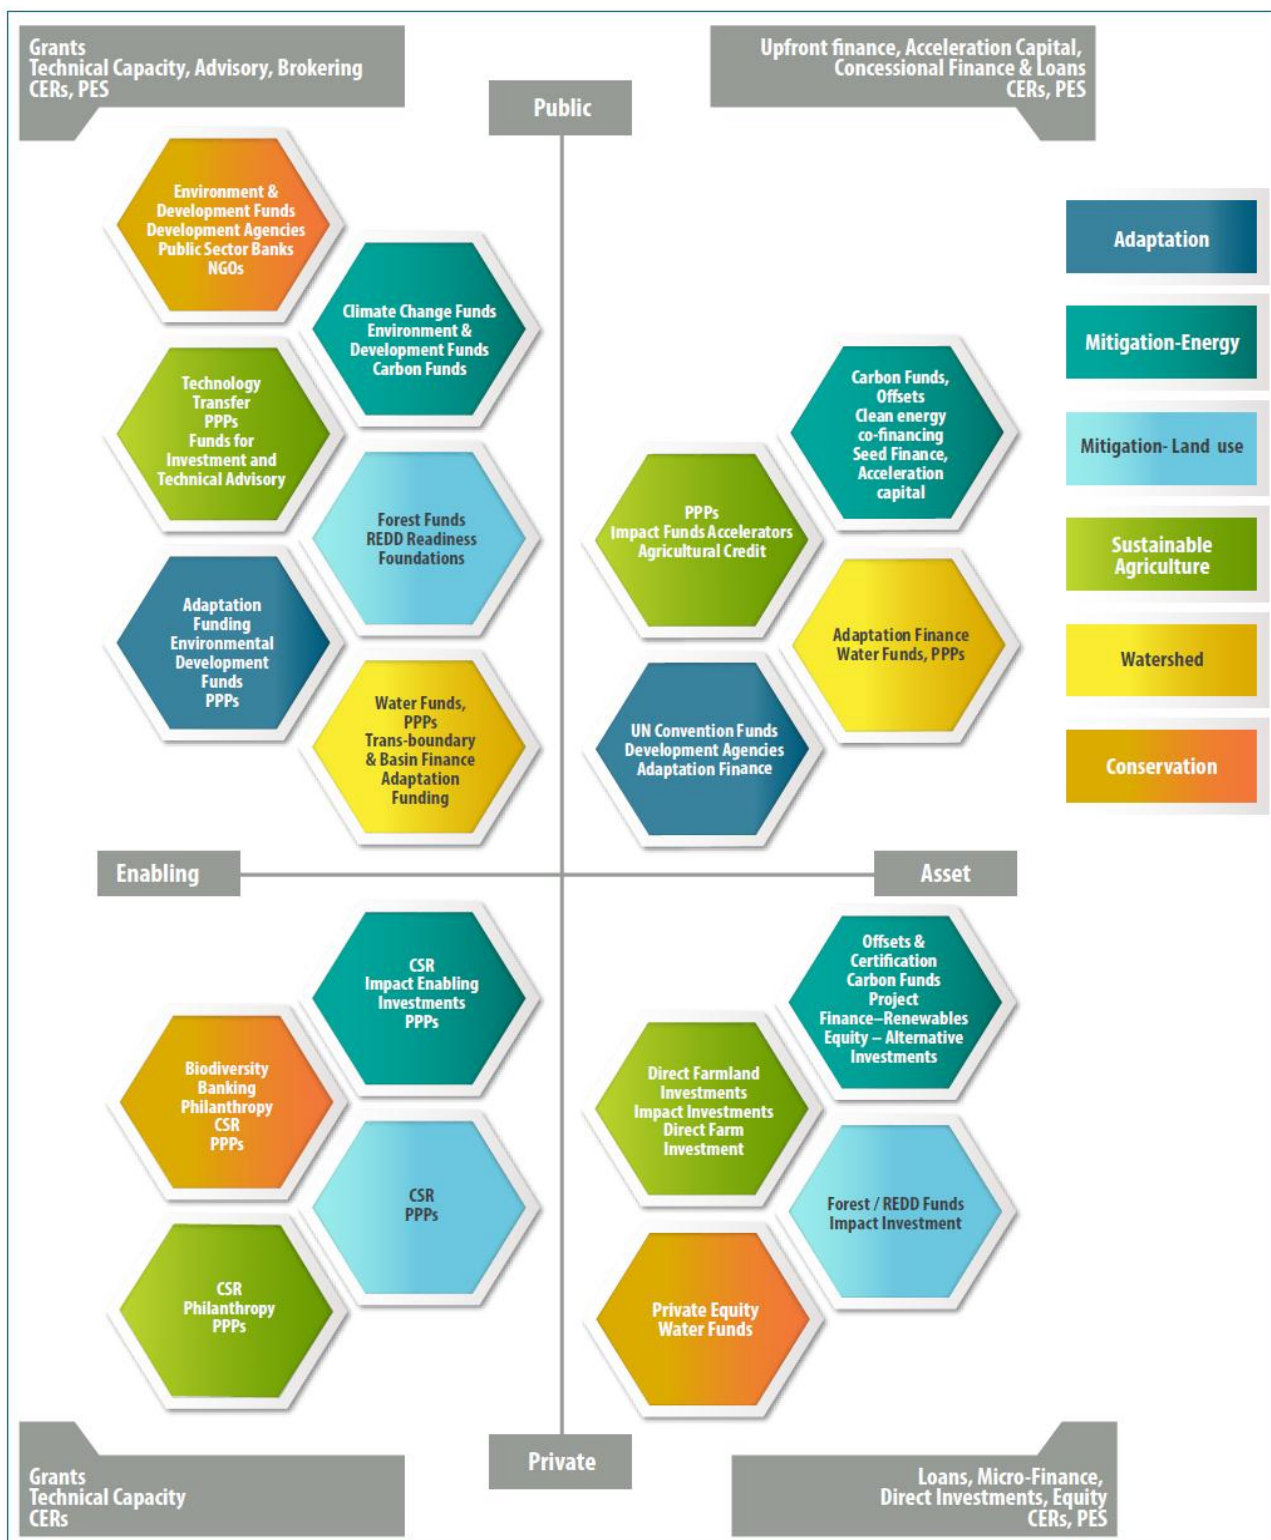 Grants
Technical Capacity, Advisory, Brokering
CERs, PES
Upfront finance, Acceleration Capital,
Concessional Finance & Loans
CERs, PES
Public
Environment &
Development Funds
Development Agencies
Public Sector Banks
NGOs
Climate Change Funds
Environment &
Development Funds
Carbon Funds
Technology
Transfer
PPPs
Funds for
Investment and
Technical Advisory
Forest Funds
REDD Readiness
Foundations
Adaptation
Funding
Environmental
Development
Funds
PPPs
Water Funds,
PPPs
Trans-boundary
& Basin Finance
Adaptation
Funding
Carbon Funds,
Offsets
Clean energy
co-financing
Seed Finance,
Acceleration
capital
PPPs
Impact Funds Accelerators
Agricultural Credit
Adaptation Finance
Water Funds, PPPs
UN Convention Funds
Development Agencies
Adaptation Finance
Adaptation
Mitigation-Energy
Mitigation- Land use
Sustainable
Agriculture
Watershed
Conservation
Enabling
Asset
CSR
Impact Enabling
Investments
PPPs
Biodiversity
Banking
Philanthropy
CSR
PPPs
CSR
PPPs
CSR
Philanthropy
PPPs
Offsets &
Certification
Carbon Funds
Project
Finance–Renewables
Equity – Alternative
Investments
Direct Farmland
Investments
Impact Investments
Direct Farm
Investment
Forest / REDD Funds
Impact Investment
Private Equity
Water Funds
Private
Grants
Technical Capacity
CERs
Loans, Micro-Finance,
Direct Investments, Equity
CERs, PES